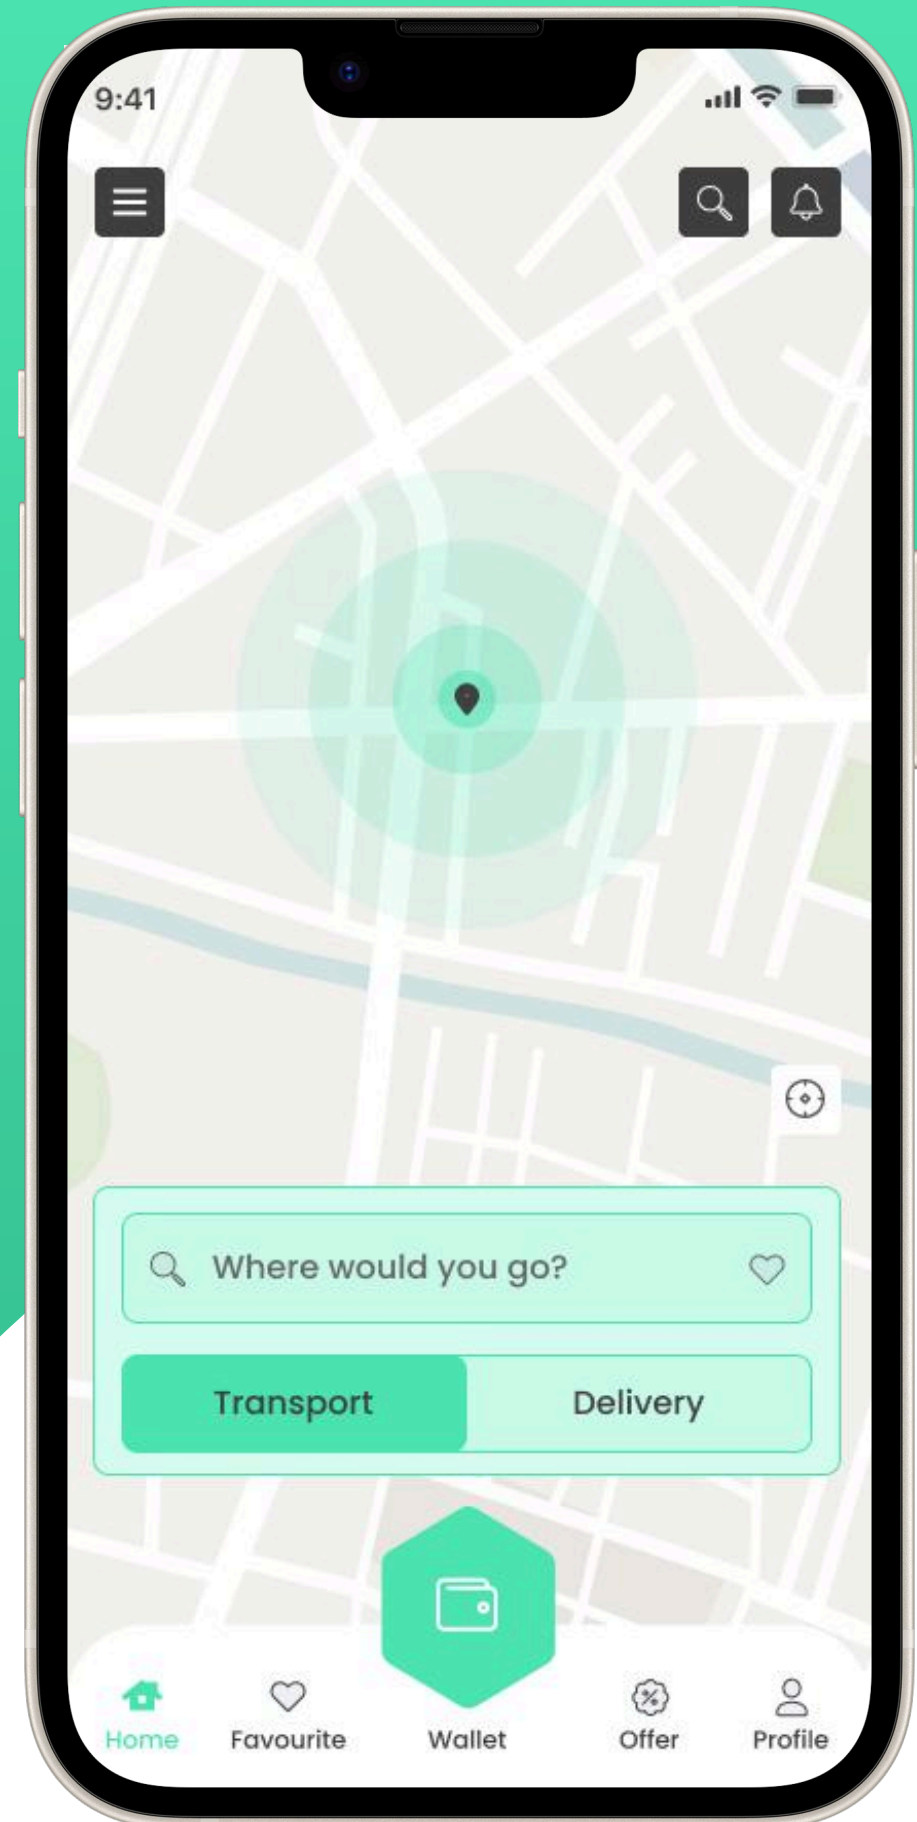 9:41
Where would you go?
Transport
Delivery
Home
Favourite
Wallet
Offer
Profile